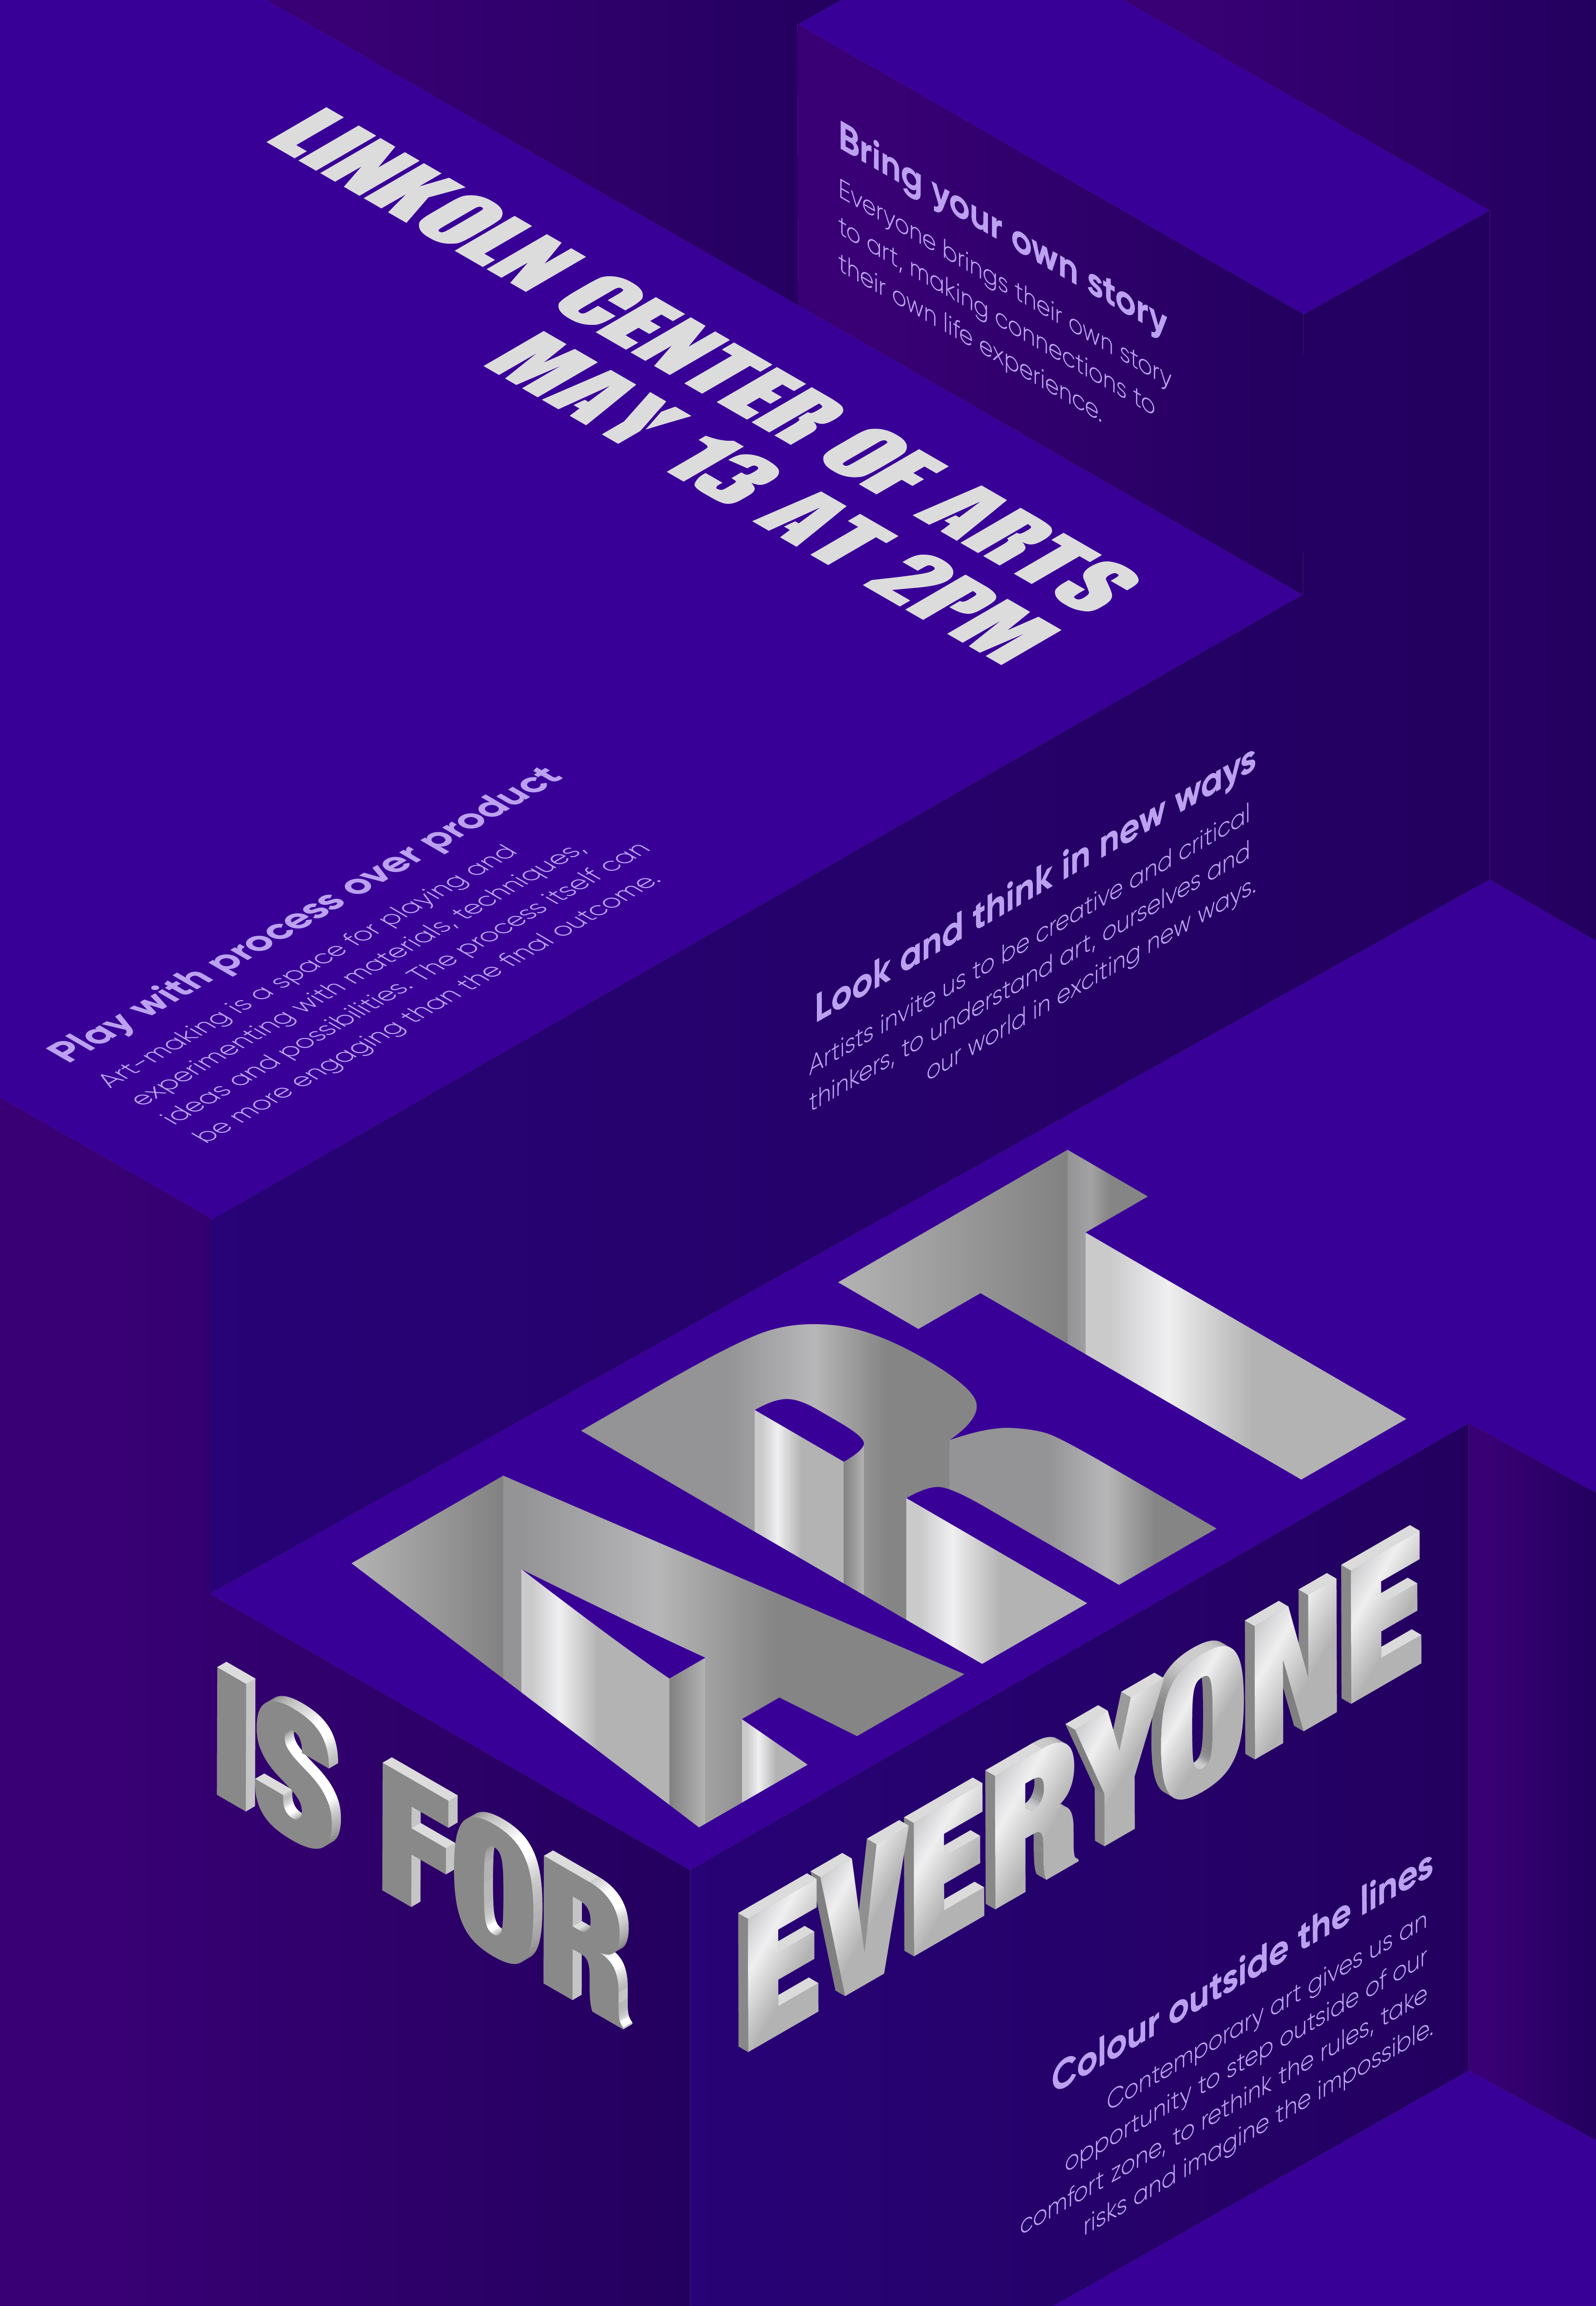 LINKOLN CENTER OF ARTS
MAY 13 AT 2PM
Bring your own story
Everyone brings their own story
to art, making connections to
their own life experience.
Play with process over product
Art-making is a space for playing and
experimenting with materials, techniques,
ideas and possibilities. The process itself can
be more engaging than the final outcome.
Look and think in new ways
Artists invite us to be creative and critical
thinkers, to understand art, ourselves and
our world in exciting new ways.
ART
IS FOR
EVERYONE
Colour outside the lines
Contemporary art gives us an
opportunity to step outside of our
comfort zone, to rethink the rules, take
risks and imagine the impossible.